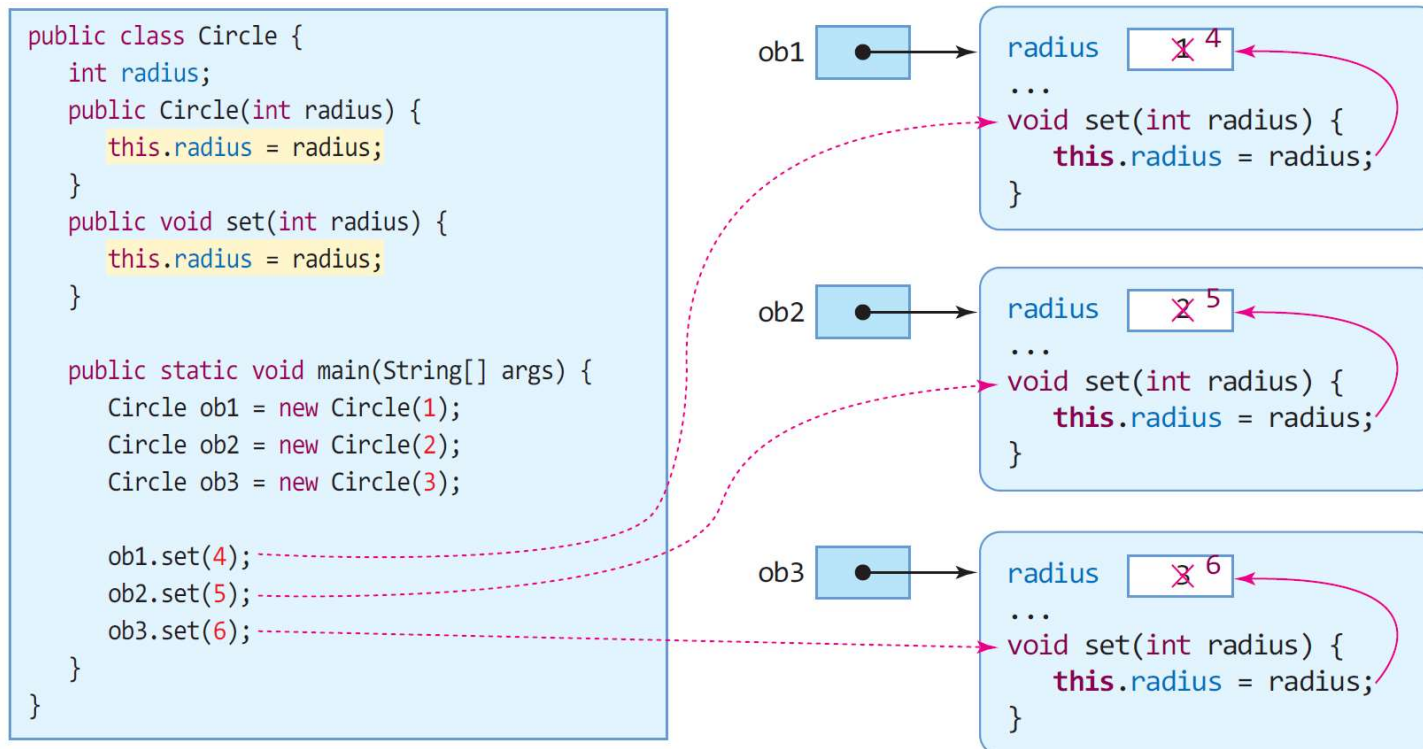 public class Circle {
int radius;
public Circle(int radius) {
this.radius = radius;
}
public void set(int radius) {
this.radius = radius;
}
public static void main(String[] args) {
Circle ob1 = new Circle(1);
Circle ob2 = new Circle(2);
Circle ob3 = new Circle(3);
ob1.set(4);
ob2.set(5);
ob3.set(6);
}
}
ob1
radius 1 4
...
void set(int radius) {
this.radius = radius;
}
ob2
radius 2 5
...
void set(int radius) {
this.radius = radius;
}
ob3
radius 3 6
...
void set(int radius) {
this.radius = radius;
}